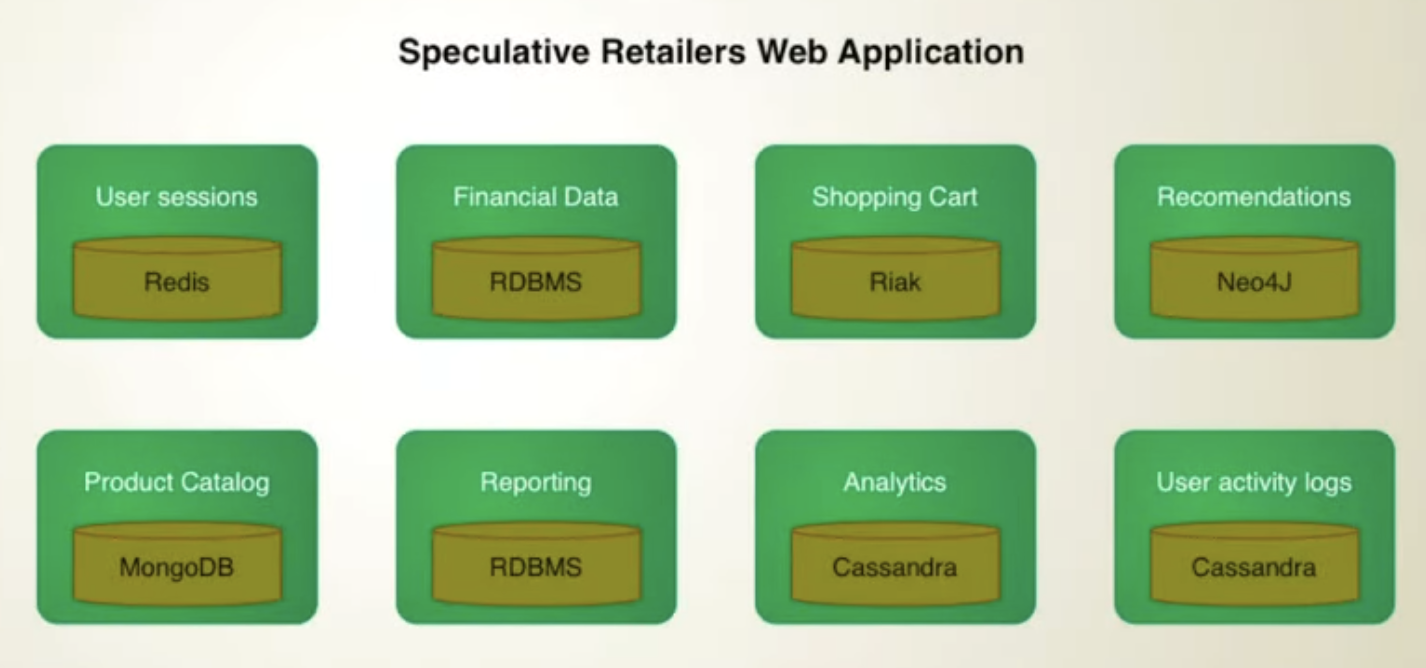 Speculative Retailers Web Application
User sessions
Redis
Financial Data
RDBMS
Shopping Cart
Riak
Recomendations
Neo4J
Product Catalog
MongoDB
Reporting
RDBMS
Analytics
Cassandra
User activity logs
Cassandra